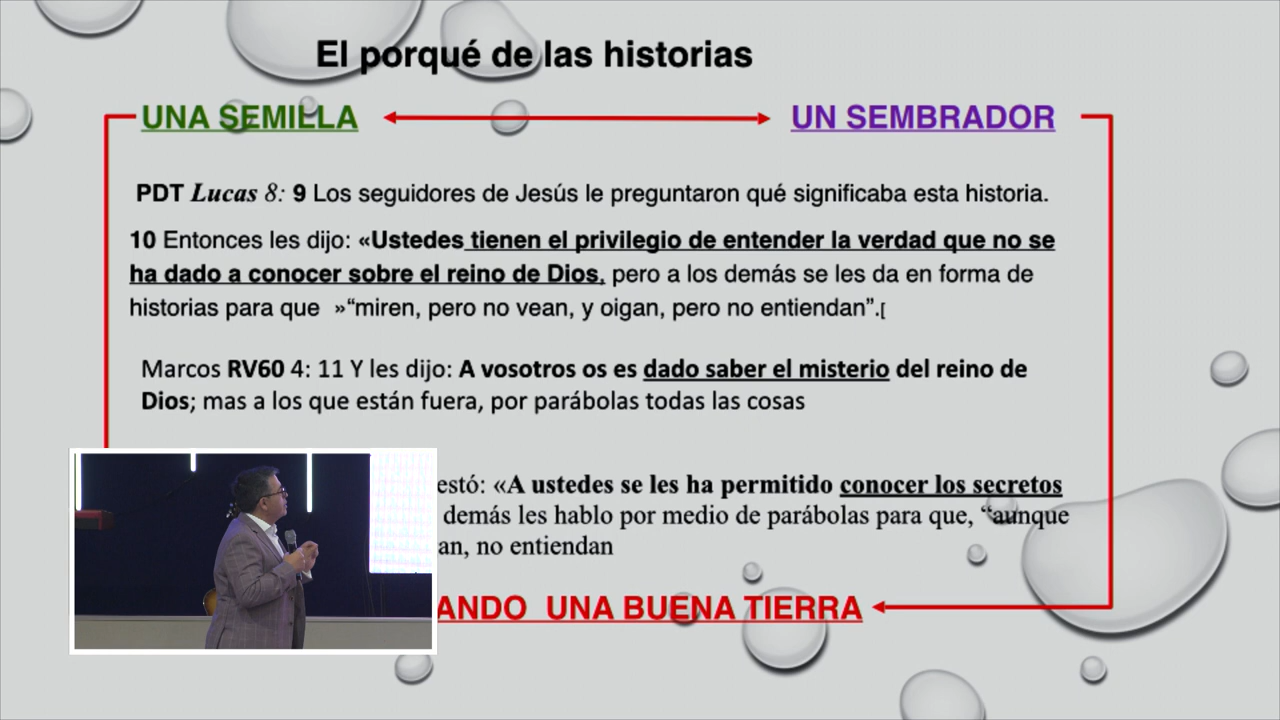 El porqué de las historias
UNA SEMILLA
UN SEMBRADOR
PDT Lucas 8: 9 Los seguidores de Jesús le preguntaron qué significaba esta historia.
10 Entonces les dijo: «Ustedes tienen el privilegio de entender la verdad que no se
ha dado a conocer sobre el reino de Dios, pero a los demás se les da en forma de
historias para que »“miren, pero no vean, y oigan, pero no entiendan”.[
Marcos RV60 4: 11 Y les dijo: A vosotros os es dado saber el misterio del reino de
Dios; mas a los que están fuera, por parábolas todas las cosas
estó: «A ustedes se les ha permitido conocer los secretos
demás les hablo por medio de parábolas para que, “aunque
an, no entiendan
ANDO UNA BUENA TIERRA